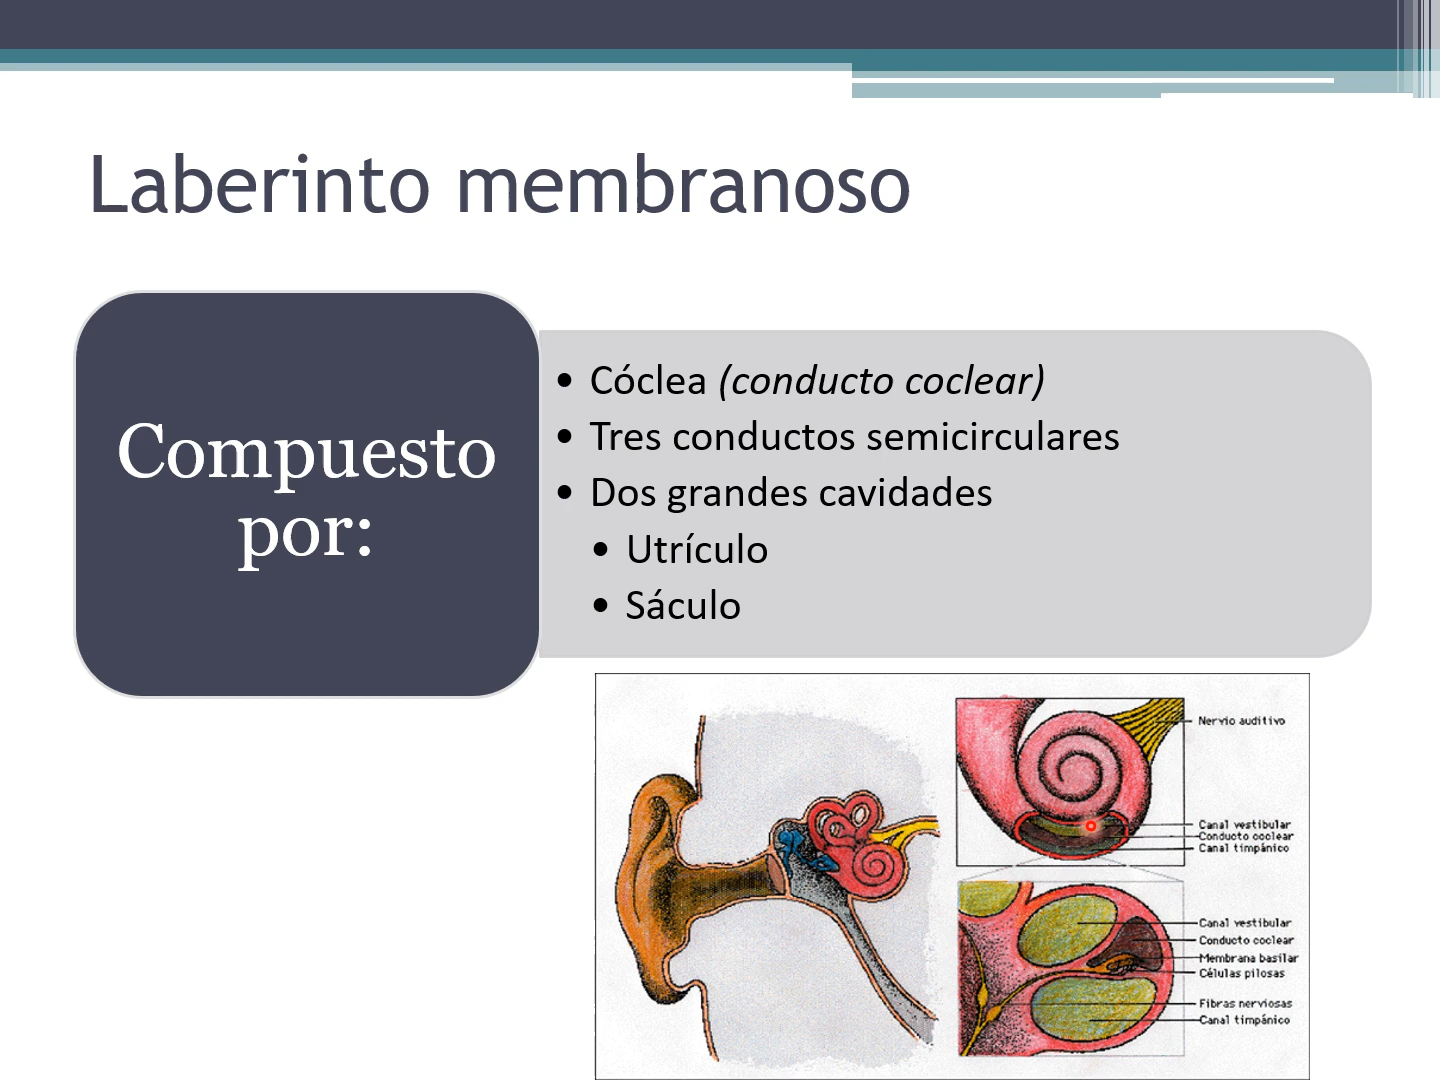 Laberinto membranoso
Compuesto
por:
• Cóclea (conducto coclear)
• Tres conductos semicirculares
• Dos grandes cavidades
• Utrículo
• Sáculo
Nervio auditivo
Canal vestibular
Conducto coclear
Canal timpánico
Canal vestibular
Conducto coclear
Membrana basilar
Células pilosas
Fibras nerviosas
Canal timpánico